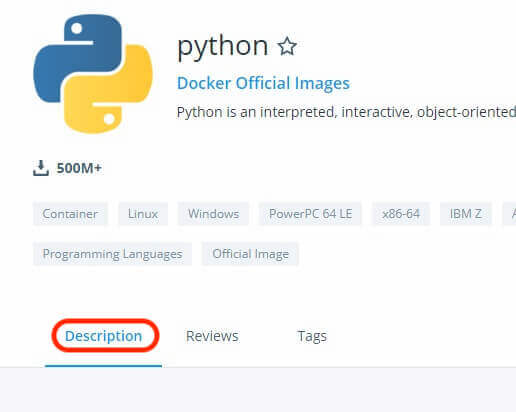 python
Docker Official Images
Python is an interpreted, interactive, object-oriented
500M+
Container Linux Windows PowerPC 64 LE x86-64 IBM Z
Programming Languages Official Image
Description Reviews Tags